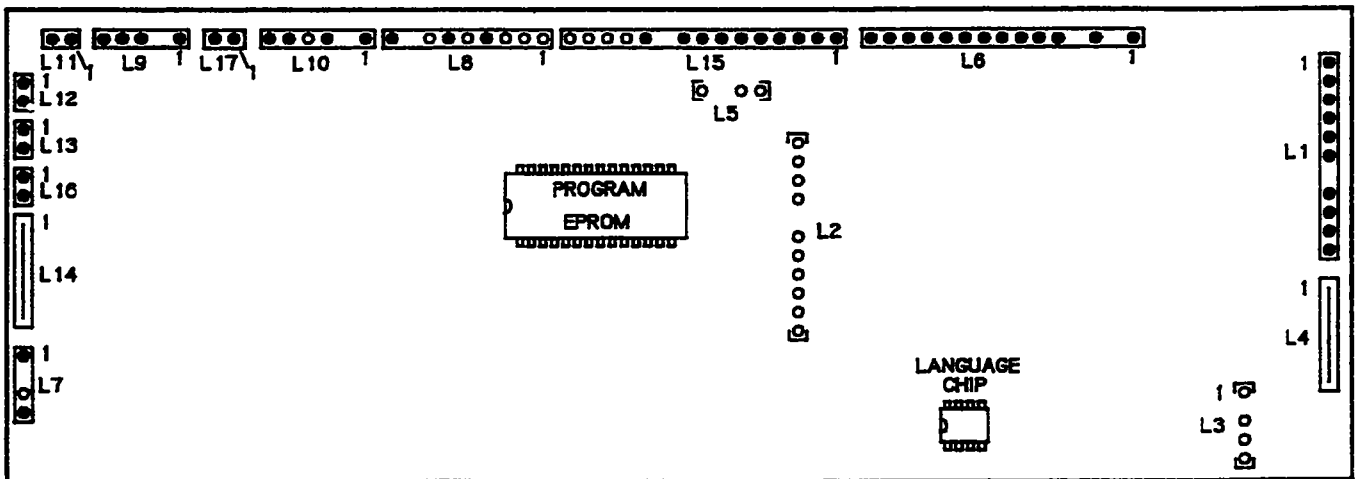 L11 1 L9 1 L17 1 L10 1 L8 1 L15 1 L6 1
1
L12
1
L13
1
L16
1
L14
1
L7
L5
PROGRAM
EPROM
L2
LANGUAGE
CHIP
1
L3
1
L1
1
L4